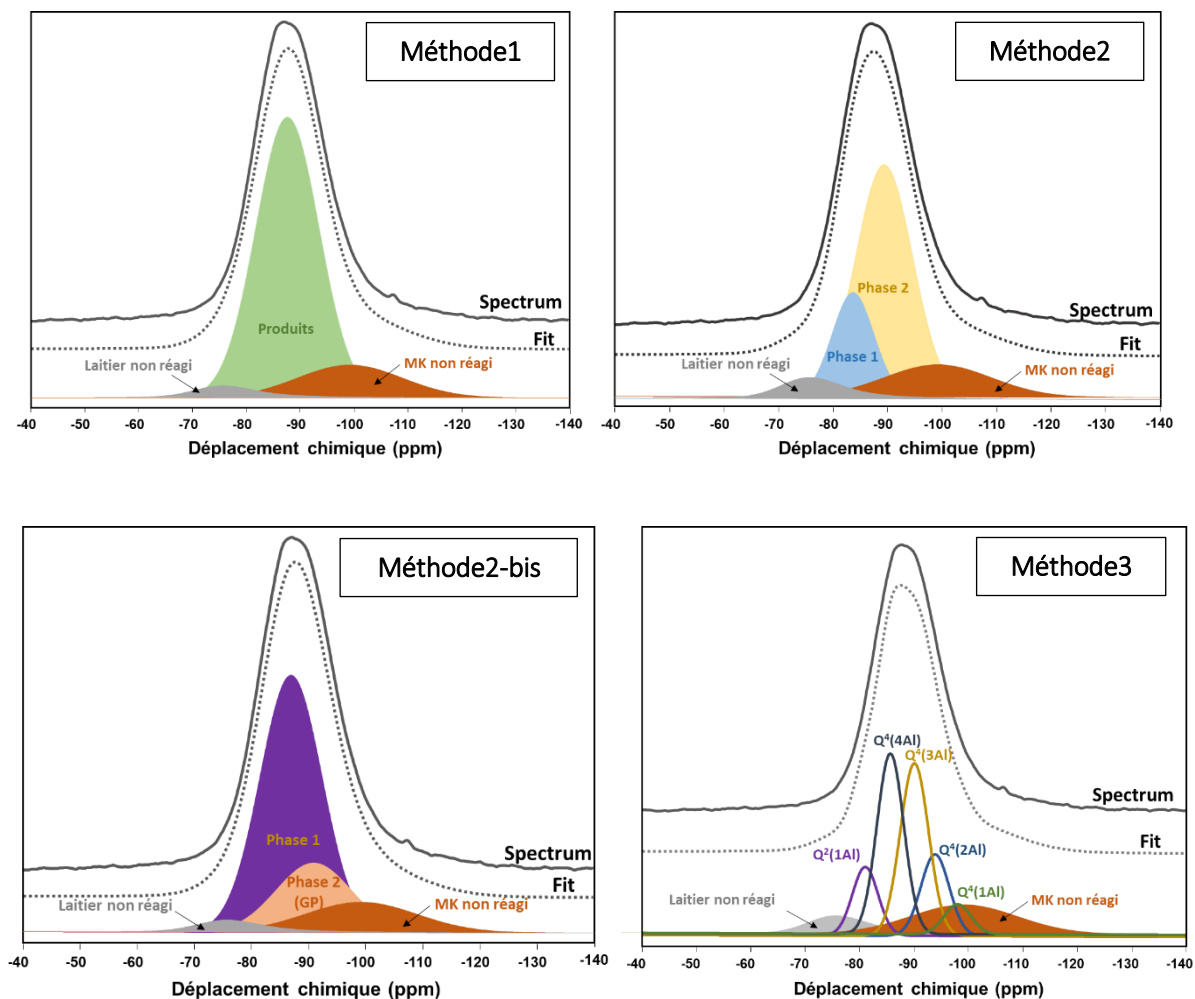 Méthode1
Produits
Laitier non réagi
MK non réagi
Spectrum
Fit
-40 -50 -60 -70 -80 -90 -100 -110 -120 -130 -140
Déplacement chimique (ppm)
Méthode2
Phase 2
Phase 1
Laitier non réagi
MK non réagi
Spectrum
Fit
-40 -50 -60 -70 -80 -90 -100 -110 -120 -130 -140
Déplacement chimique (ppm)
Méthode2-bis
Phase 1
Phase 2
(GP)
Laitier non réagi
MK non réagi
Spectrum
Fit
-40 -50 -60 -70 -80 -90 -100 -110 -120 -130 -140
Déplacement chimique (ppm)
Méthode3
Q⁴(4Al)
Q⁴(3Al)
Q²(1Al)
Q⁴(2Al)
Q⁴(1Al)
Laitier non réagi
MK non réagi
Spectrum
Fit
-40 -50 -60 -70 -80 -90 -100 -110 -120 -130 -140
Déplacement chimique (ppm)